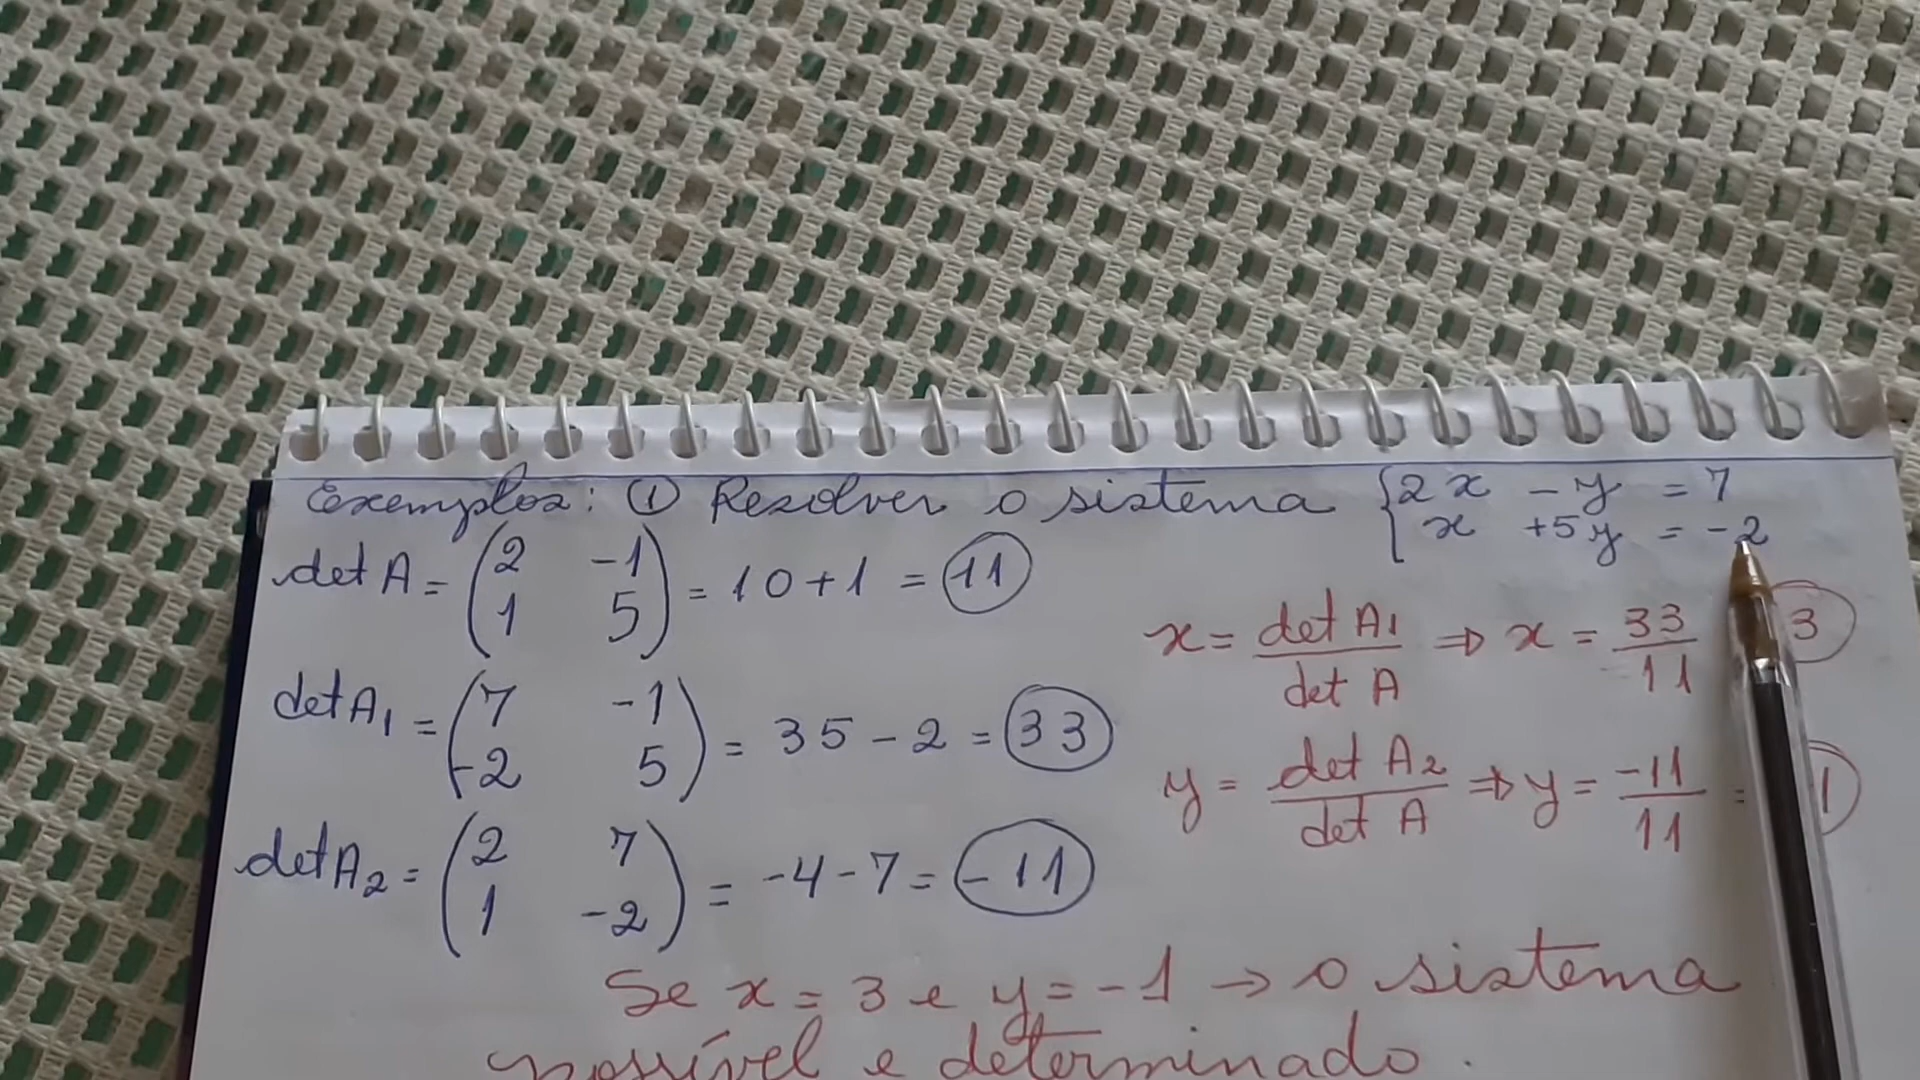 Exemplos: ① Resolver o sistema {2x - y = 7
x +5y = -2
det A = (2 -1
1 5) = 10 + 1 = 11
det A1 = (7 -1
-2 5) = 35 - 2 = 33
det A2 = (2 7
1 -2) = -4 - 7 = -11
x = det A1 / det A ⇒ x = 33 / 11 3
y = det A2 / det A ⇒ y = -11 / 11 = 1
Se x = 3 e y = -1 → o sistema
possível e determinado.